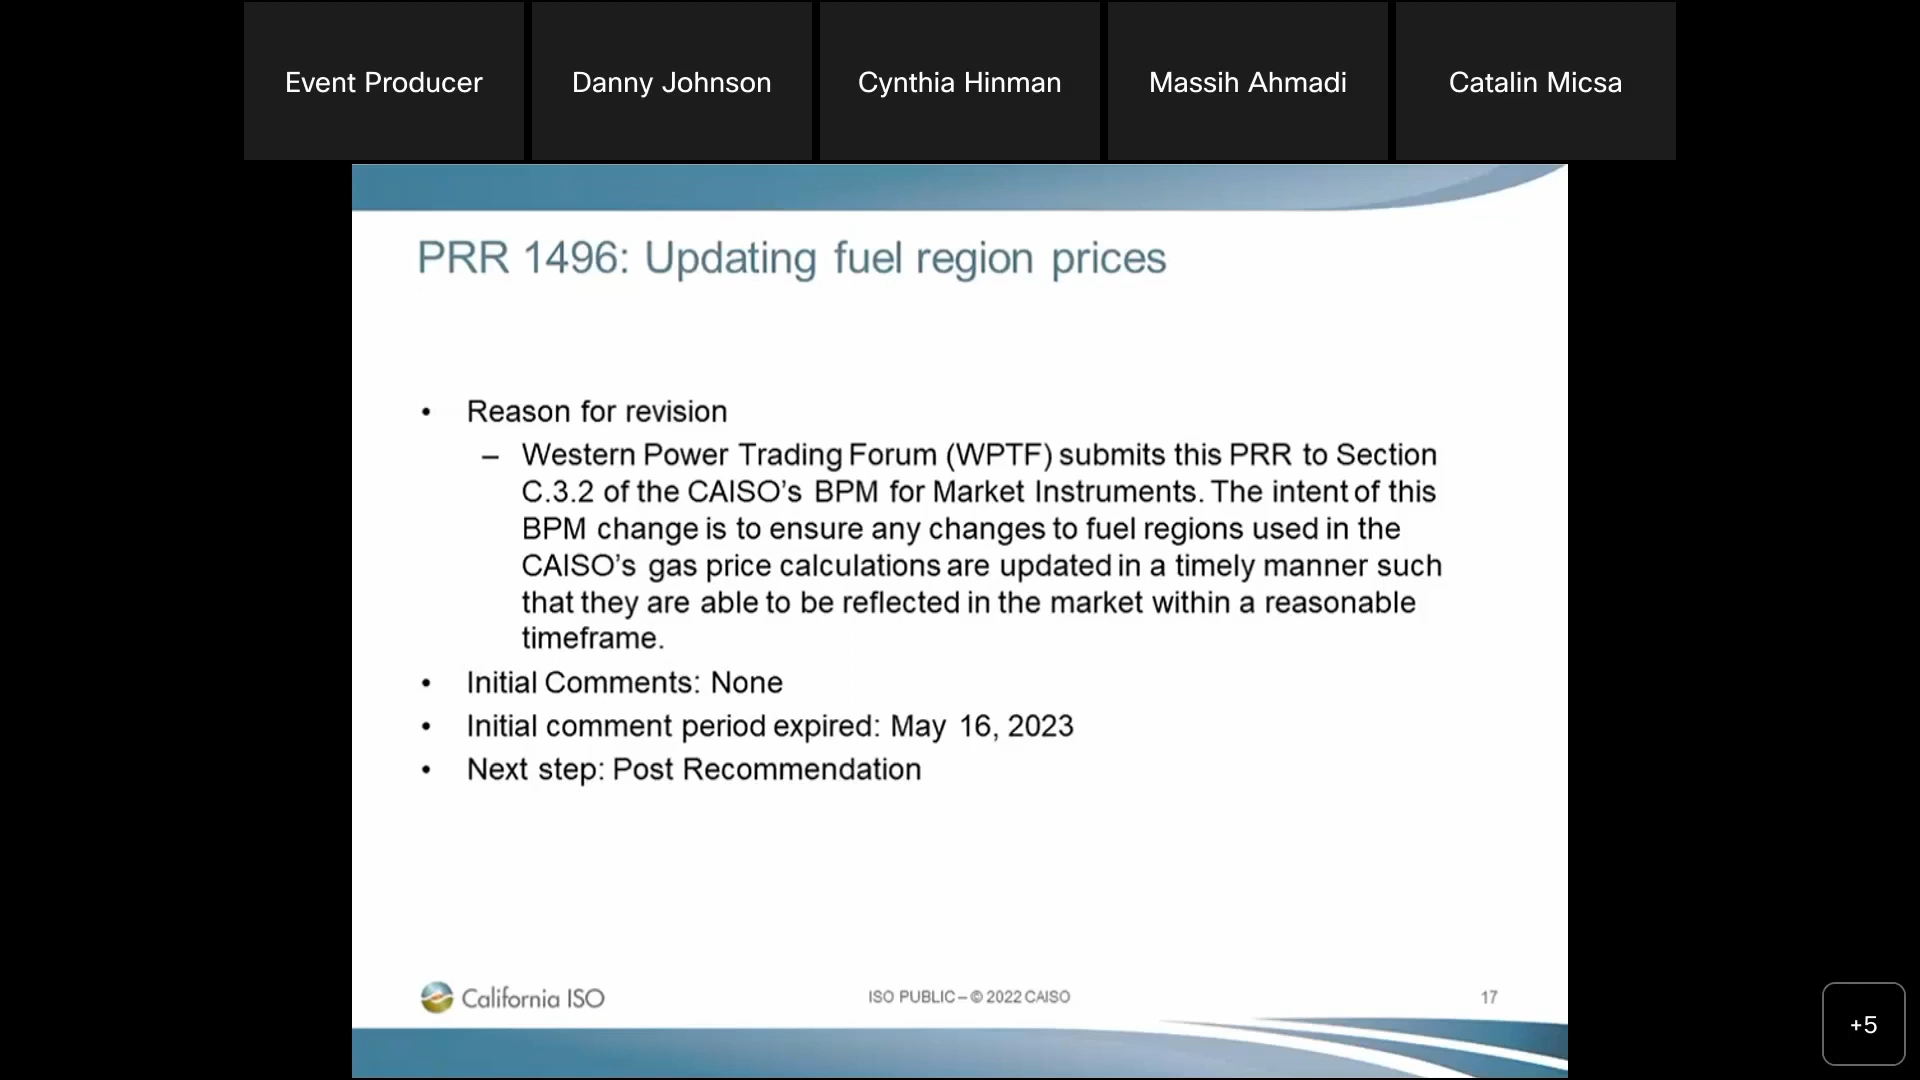 Event Producer
Danny Johnson
Cynthia Hinman
Massih Ahmadi
Catalin Micsa
PRR 1496: Updating fuel region prices
• Reason for revision
– Western Power Trading Forum (WPTF) submits this PRR to Section
C.3.2 of the CAISO’s BPM for Market Instruments. The intent of this
BPM change is to ensure any changes to fuel regions used in the
CAISO’s gas price calculations are updated in a timely manner such
that they are able to be reflected in the market within a reasonable
timeframe.
• Initial Comments: None
• Initial comment period expired: May 16, 2023
• Next step: Post Recommendation
California ISO
ISO PUBLIC – © 2022 CAISO
17
+5